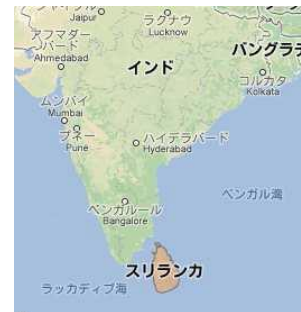 Jaipur
ラクナウ
Lucknow
アフマダー
バード
Ahmedabad
インド
バングラデ
コルカタ
Kolkata
ムンバイ
Mumbai
プネー
Pune
ハイデラバード
Hyderabad
ベンガル湾
ベンガルール
Bangalore
スリランカ
ラッカディブ海